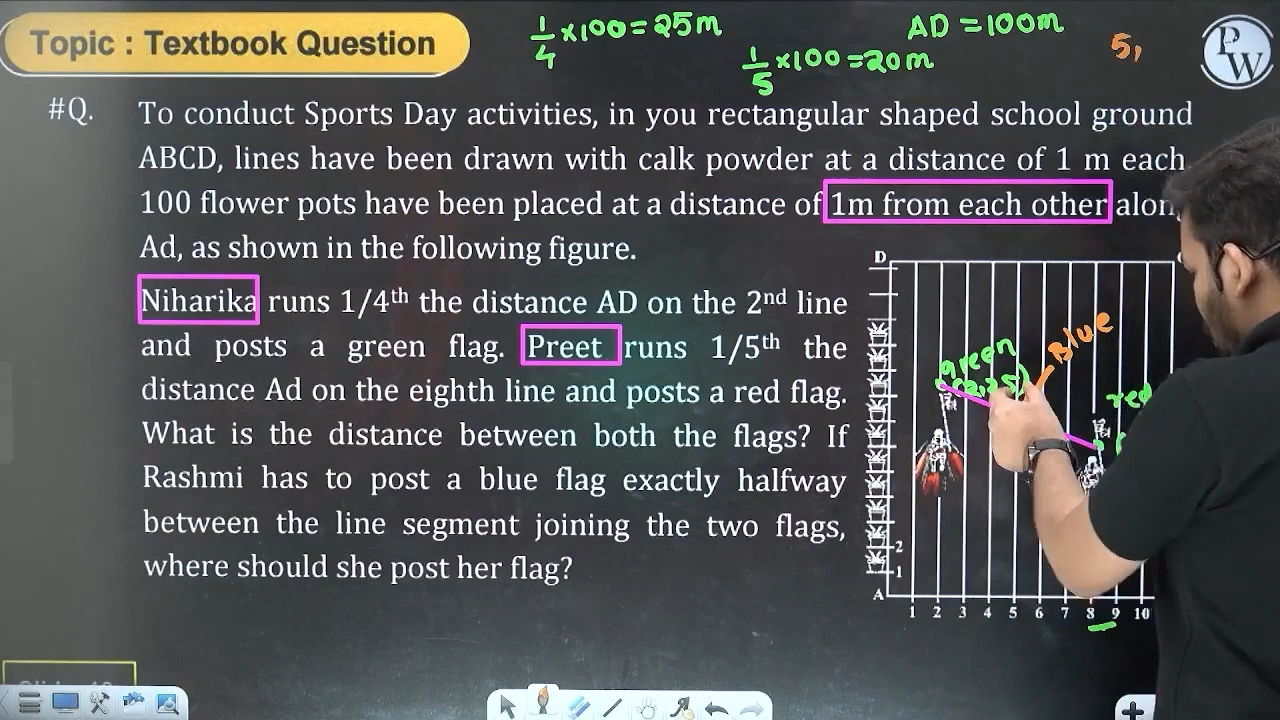 Topic : Textbook Question
1/4 ×100=25m
AD =100m
1/5 ×100=20m
5,
PW
#Q. To conduct Sports Day activities, in you rectangular shaped school ground
ABCD, lines have been drawn with calk powder at a distance of 1 m each
100 flower pots have been placed at a distance of 1m from each other
Ad, as shown in the following figure.
Niharika runs 1/4th the distance AD on the 2nd line
and posts a green flag. Preet runs 1/5th the
distance Ad on the eighth line and posts a red flag.
What is the distance between both the flags? If
Rashmi has to post a blue flag exactly halfway
between the line segment joining the two flags,
where should she post her flag?
D
Blue
green
(2,25)
red
2
1
A
1 2 3 4 5 6 7 8 9 10